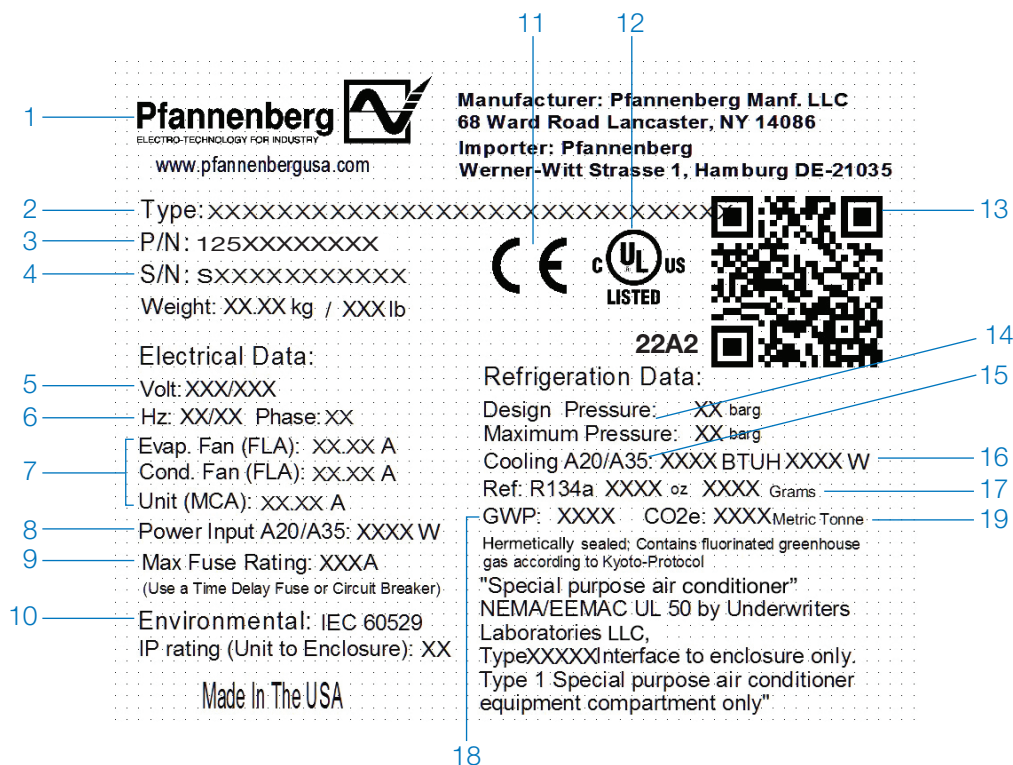 11
12
1
Pfannenberg
ELECTRO-TECHNOLOGY FOR INDUSTRY
www.pfannenbergusa.com
Manufacturer: Pfannenberg Manf. LLC
68 Ward Road Lancaster, NY 14086
Importer: Pfannenberg
Werner-Witt Strasse 1, Hamburg DE-21035
2
Type: XXXXXXXXXXXXXXXXXXXXXXXXXXXXXXX
13
3
P/N: 125XXXXXXXX
4
S/N: SXXXXXXXXXXX
Weight: XX.XX kg / XXX lb
CE
C UL US
LISTED
22A2
Electrical Data:
5
Volt: XXX/XXX
6
Hz: XX/XX Phase: XX
7
Evap. Fan (FLA): XX.XX A
Cond. Fan (FLA): XX.XX A
Unit (MCA): XX.XX A
8
Power Input A20/A35: XXXX W
9
Max Fuse Rating: XXXA
(Use a Time Delay Fuse or Circuit Breaker)
10
Environmental: IEC 60529
IP rating (Unit to Enclosure): XX
Made In The USA
Refrigeration Data:
14
Design Pressure: XX barg
Maximum Pressure: XX barg
15
Cooling A20/A35: XXXX BTUH XXXX W
16
Ref: R134a XXXX oz XXXX Grams
17
GWP: XXXX CO2e: XXXX Metric Tonne
19
Hermetically sealed; Contains fluorinated greenhouse
gas according to Kyoto-Protocol
"Special purpose air conditioner"
NEMA/EEMAC UL 50 by Underwriters
Laboratories LLC,
TypeXXXXXInterface to enclosure only.
Type 1 Special purpose air conditioner
equipment compartment only"
18